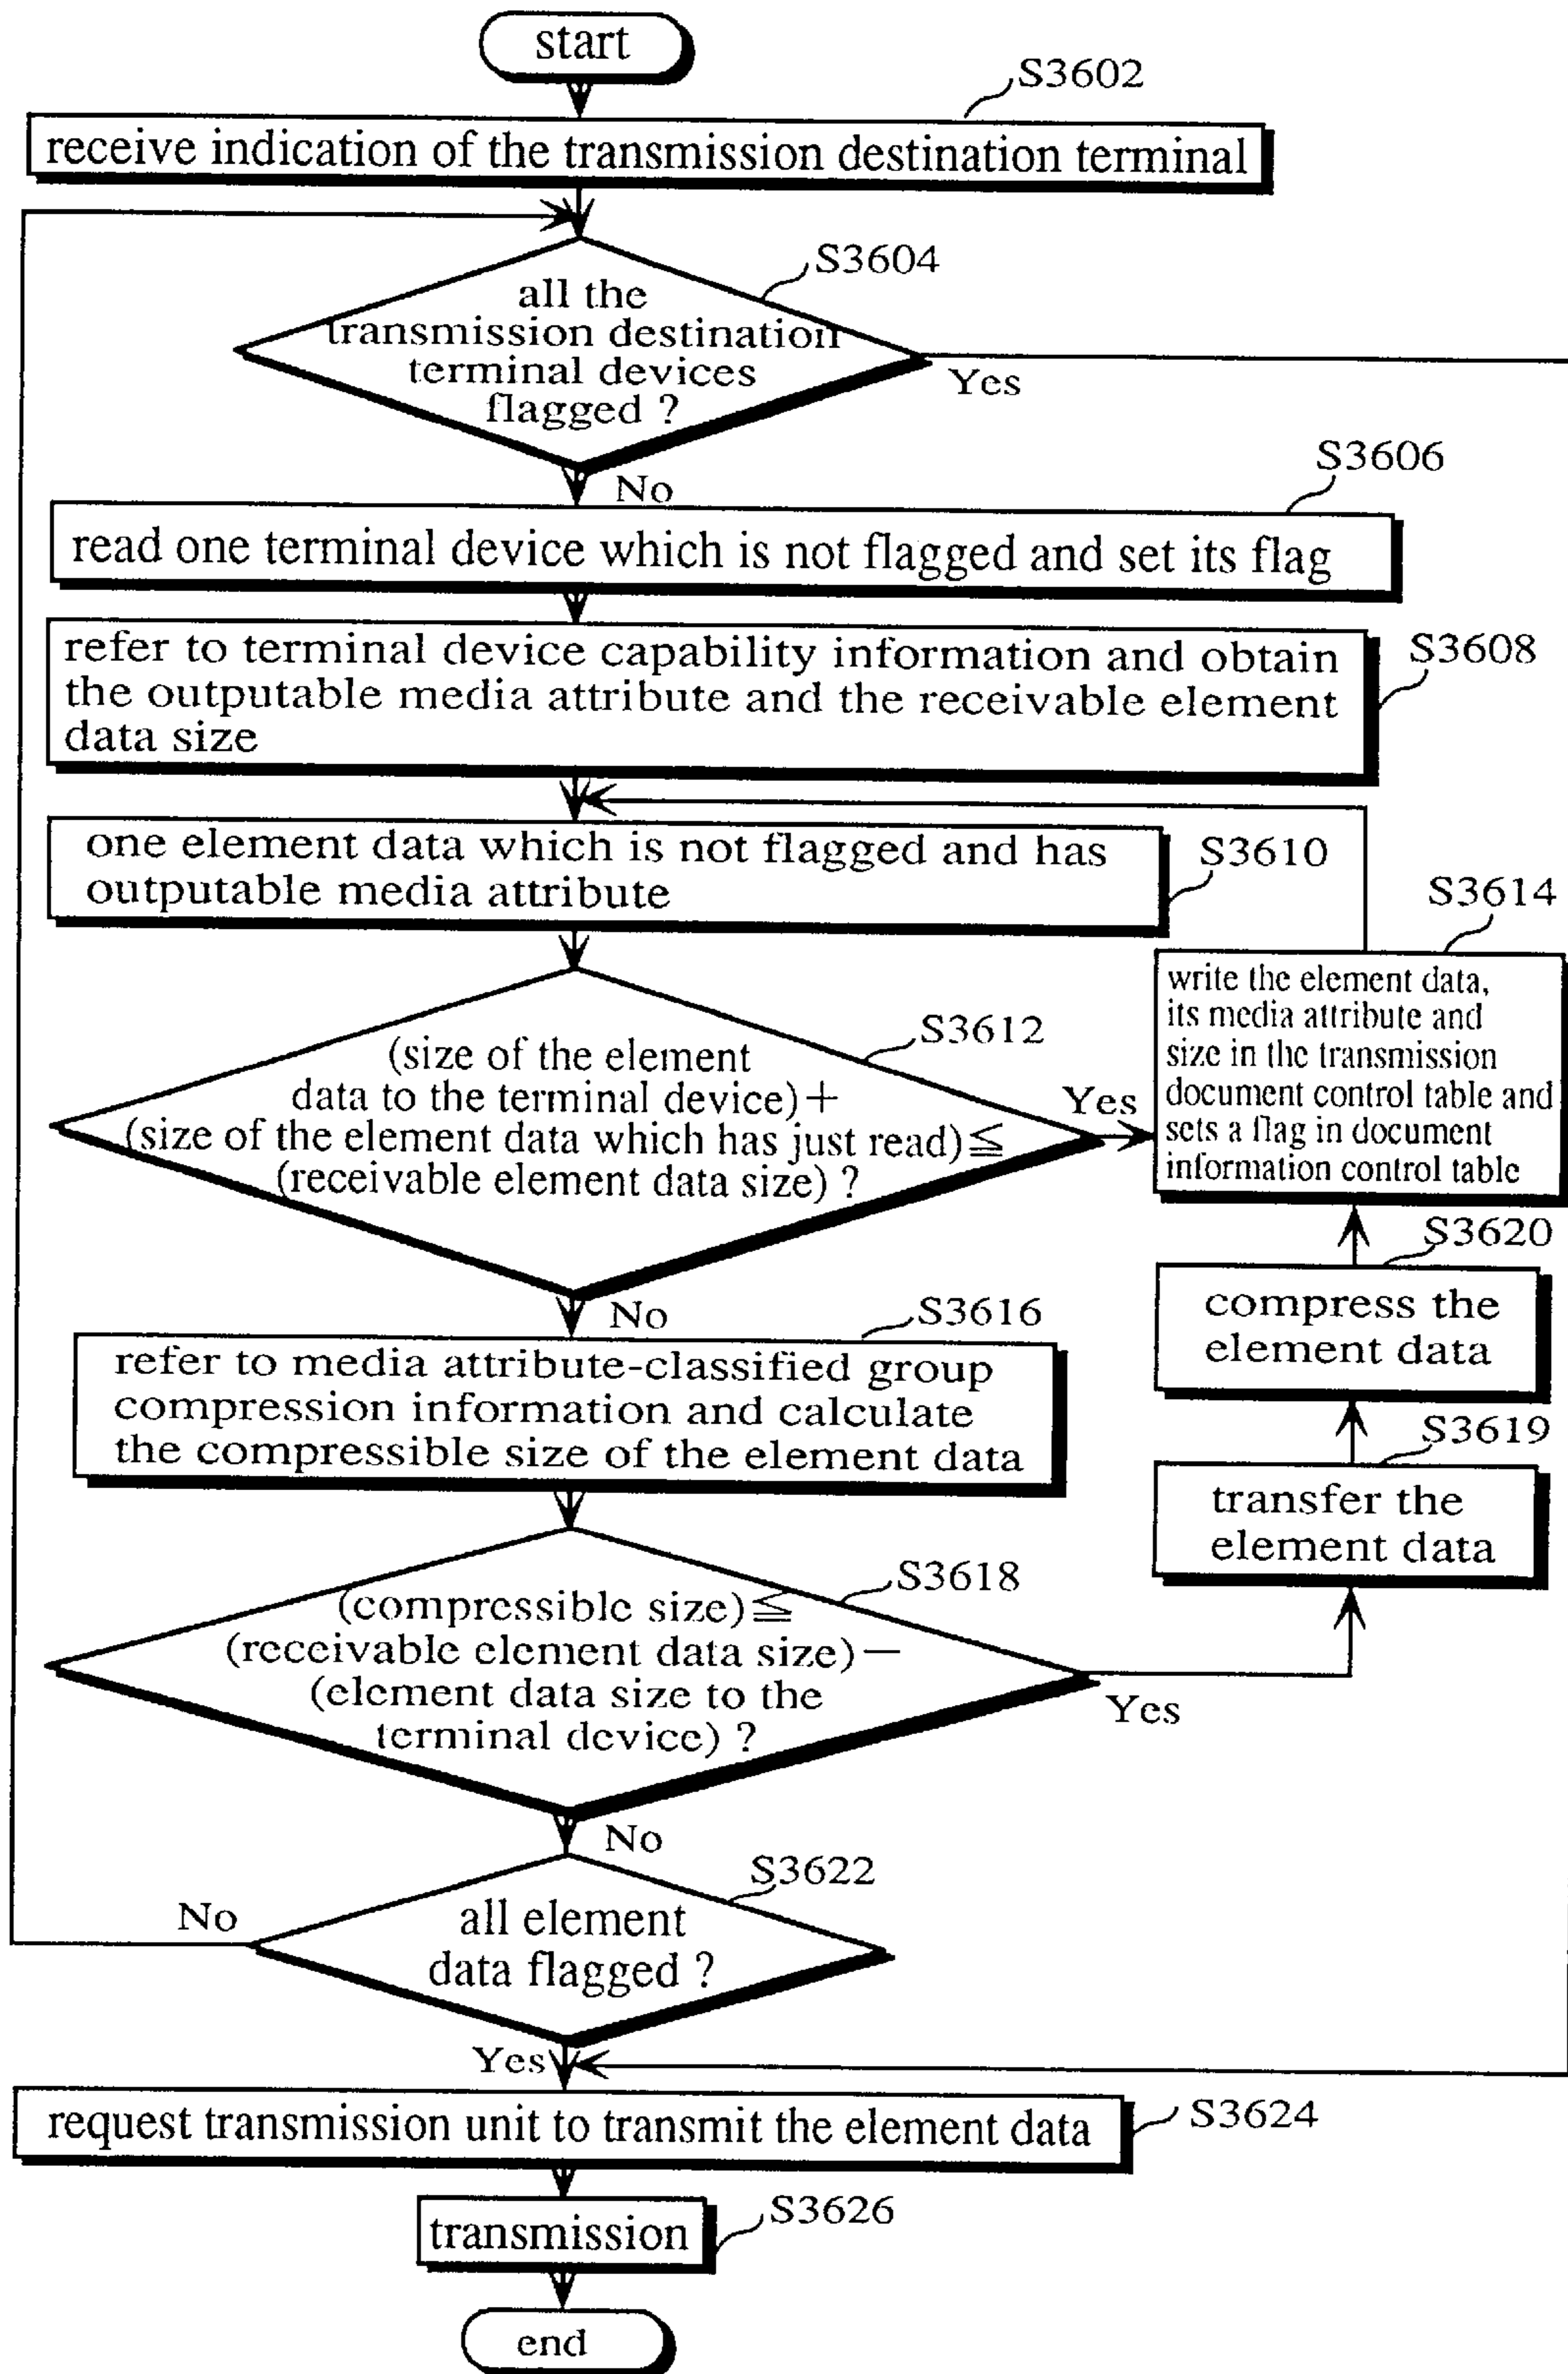 start
S3602
receive indication of the transmission destination terminal
S3604
all the
transmission destination
terminal devices
flagged ?
Yes
No
S3606
read one terminal device which is not flagged and set its flag
refer to terminal device capability information and obtain
the outputable media attribute and the receivable element
data size
S3608
one element data which is not flagged and has
outputable media attribute
S3610
S3612
(size of the element
data to the terminal device)+
(size of the element data which has just read)≦
(receivable element data size) ?
Yes
No
S3614
write the element data,
its media attribute and
size in the transmission
document control table and
sets a flag in document
information control table
S3620
compress the
element data
S3616
refer to media attribute-classified group
compression information and calculate
the compressible size of the element data
S3619
transfer the
element data
S3618
(compressible size)≦
(receivable element data size)−
(element data size to the
terminal device) ?
Yes
No
S3622
all element
data flagged ?
No
Yes
request transmission unit to transmit the element data
S3624
transmission
S3626
end